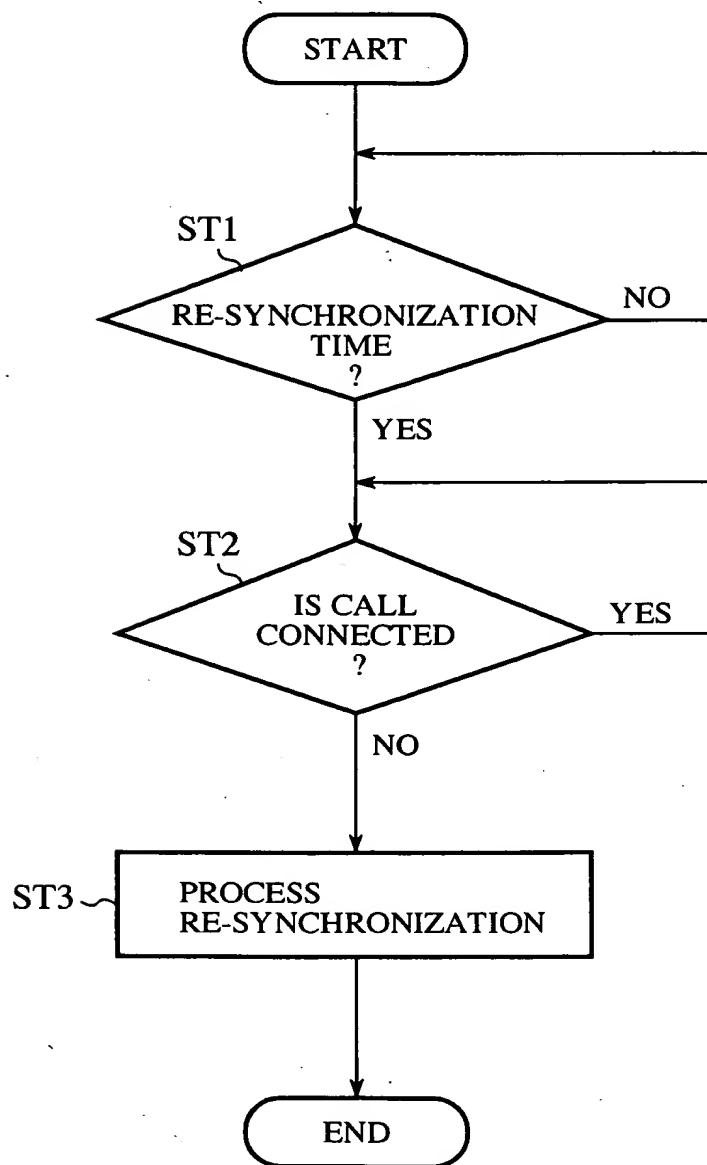 START
ST1
RE-SYNCHRONIZATION
TIME
?
NO
YES
ST2
IS CALL
CONNECTED
?
YES
NO
ST3
PROCESS
RE-SYNCHRONIZATION
END